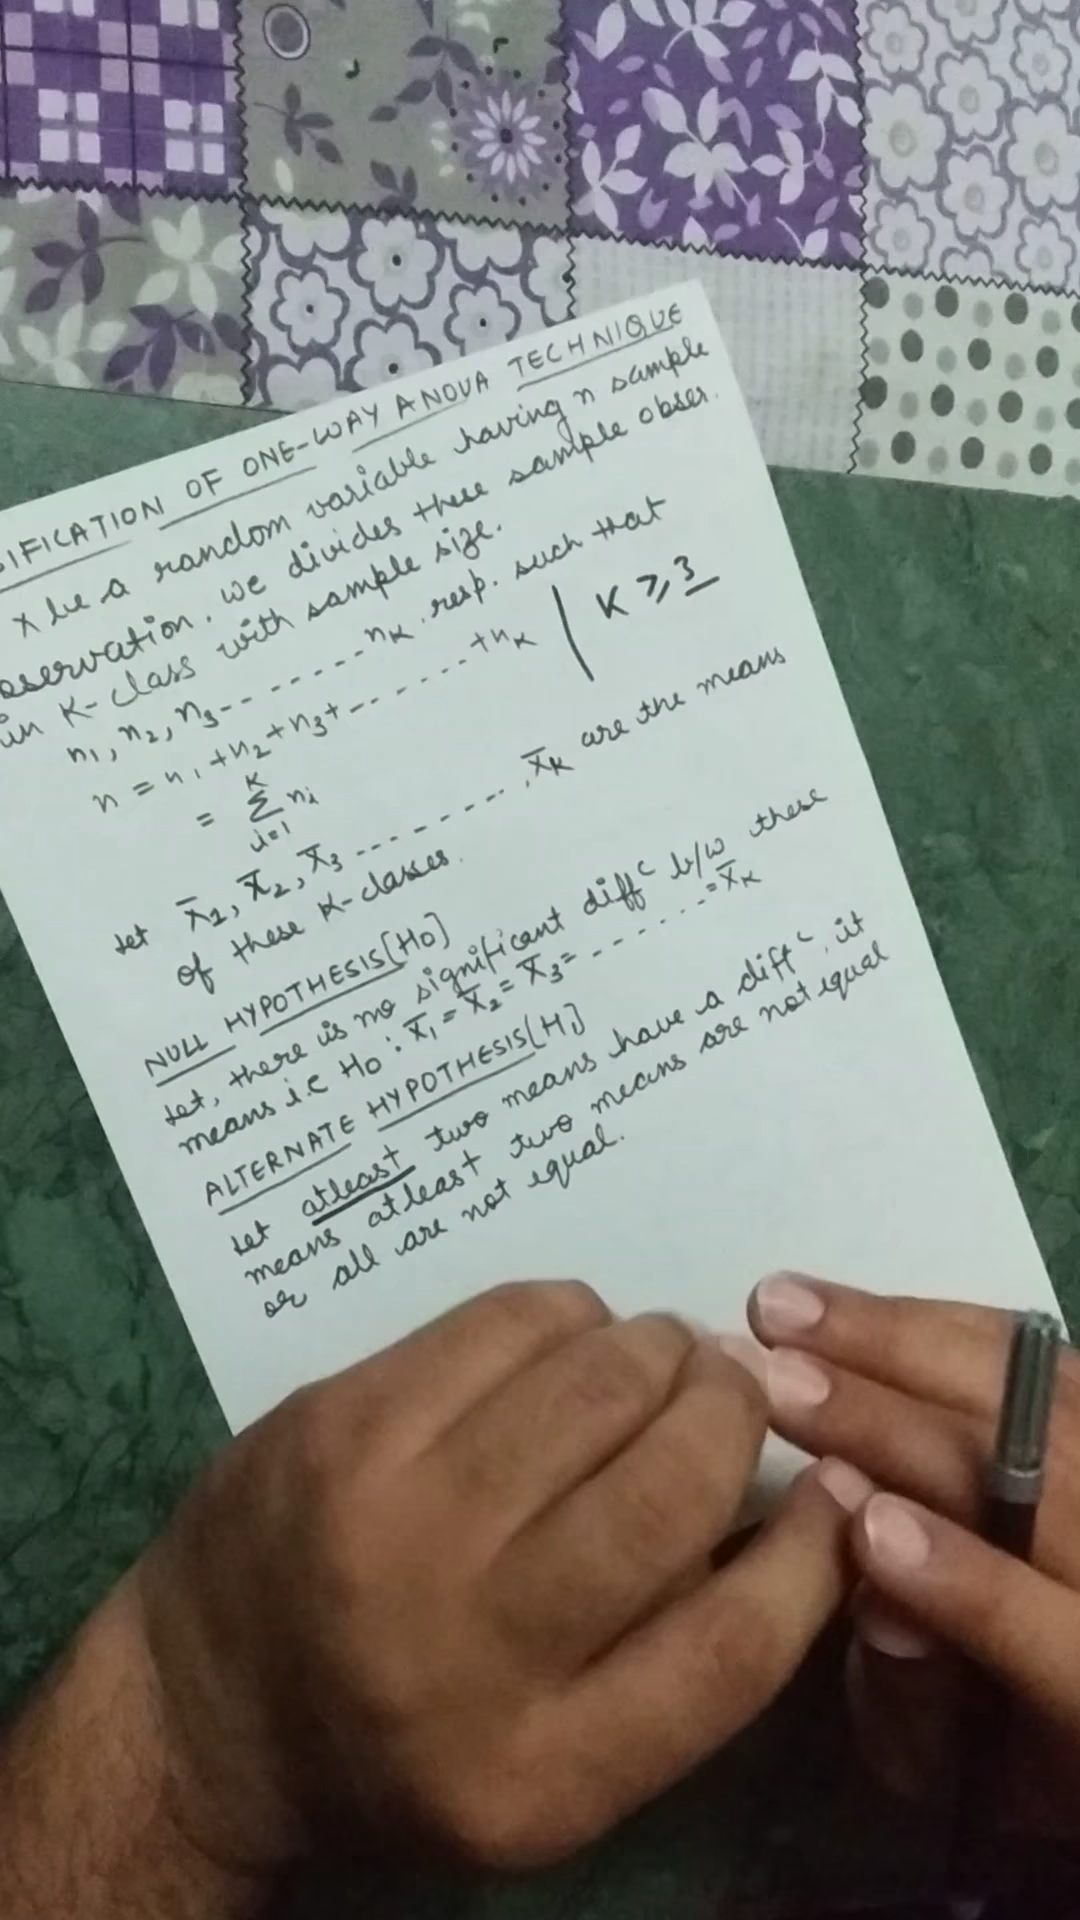 SIFICATION OF ONE-WAY ANOVA TECHNIQUE
X be a random variable having n sample
observation. We divides these sample obser.
in K-class with sample size.
n₁, n₂, n₃ - - - - - - - nK. resp. such that
n = n₁ + n₂ + n₃ + - - - - - - + nK | K ⩾ 3
= K Σ i=1 ni
Let X̄₁, X̄₂, X̄₃ - - - - - - - -, X̄K are the means
of these K-classes.
NULL HYPOTHESIS [H0]
Let, there is no significant diffᶜ b/w these
means i.e H0 : X̄₁ = X̄₂ = X̄₃ = - - - - - - - = X̄K
ALTERNATE HYPOTHESIS [H₁]
Let atleast two means have a diffᶜ, it
means atleast two means are not equal
or all are not equal.